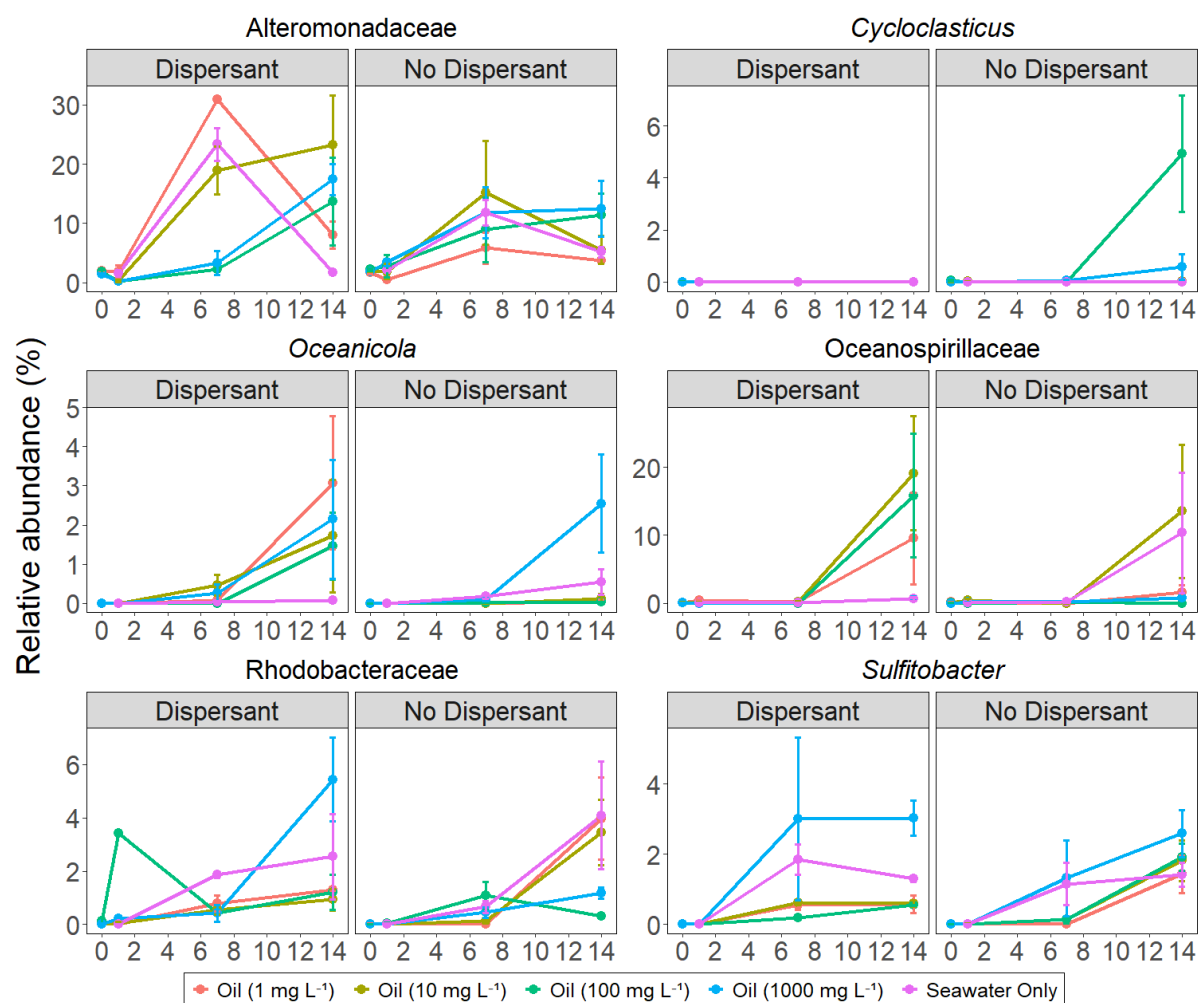 Alteromonadaceae Cycloclasticus
Dispersant No Dispersant Dispersant No Dispersant
30
20
10
0
6
4
2
0
0 2 4 6 8 10 12 14 0 2 4 6 8 10 12 14 0 2 4 6 8 10 12 14 0 2 4 6 8 10 12 14
Relative abundance (%)
Oceanicola Oceanospirillaceae
Dispersant No Dispersant Dispersant No Dispersant
5
4
3
2
1
0
20
10
0
0 2 4 6 8 10 12 14 0 2 4 6 8 10 12 14 0 2 4 6 8 10 12 14 0 2 4 6 8 10 12 14
Rhodobacteraceae Sulfitobacter
Dispersant No Dispersant Dispersant No Dispersant
6
4
2
0
4
2
0
0 2 4 6 8 10 12 14 0 2 4 6 8 10 12 14 0 2 4 6 8 10 12 14 0 2 4 6 8 10 12 14
Oil (1 mg L⁻¹) Oil (10 mg L⁻¹) Oil (100 mg L⁻¹) Oil (1000 mg L⁻¹) Seawater Only